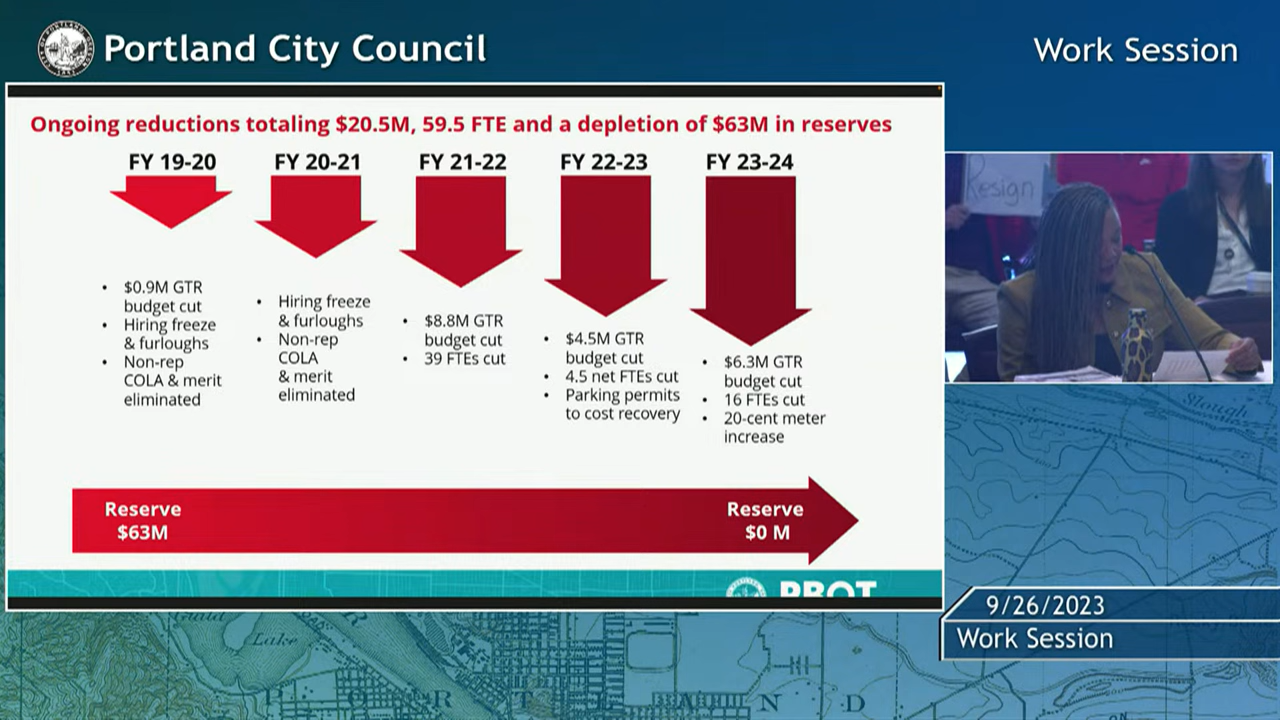 Portland City Council
Work Session
Ongoing reductions totaling $20.5M, 59.5 FTE and a depletion of $63M in reserves
FY 19-20
• $0.9M GTR
budget cut
• Hiring freeze
& furloughs
• Non-rep
COLA & merit
eliminated
FY 20-21
• Hiring freeze
& furloughs
• Non-rep
COLA
& merit
eliminated
FY 21-22
• $8.8M GTR
budget cut
• 39 FTEs cut
FY 22-23
• $4.5M GTR
budget cut
• 4.5 net FTEs cut
• Parking permits
to cost recovery
FY 23-24
• $6.3M GTR
budget cut
• 16 FTEs cut
• 20-cent meter
increase
Reserve
$63M
Reserve
$0 M
PBOT
Resign
9/26/2023
Work Session
Slough
Guild
Lake